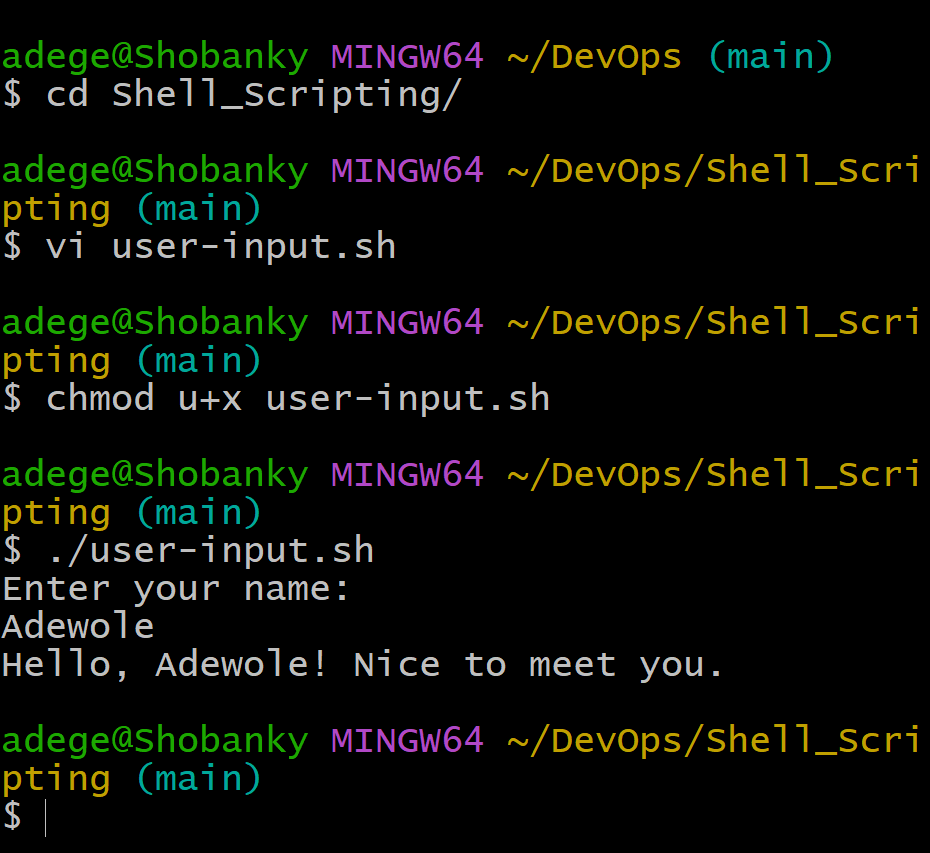 adege@Shobanky MINGW64 ~/DevOps (main)
$ cd Shell_Scripting/
adege@Shobanky MINGW64 ~/DevOps/Shell_Scri
pting (main)
$ vi user-input.sh
adege@Shobanky MINGW64 ~/DevOps/Shell_Scri
pting (main)
$ chmod u+x user-input.sh
adege@Shobanky MINGW64 ~/DevOps/Shell_Scri
pting (main)
$ ./user-input.sh
Enter your name:
Adewole
Hello, Adewole! Nice to meet you.
adege@Shobanky MINGW64 ~/DevOps/Shell_Scri
pting (main)
$